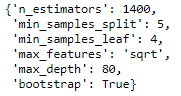 {'n_estimators': 1400,
'min_samples_split': 5,
'min_samples_leaf': 4,
'max_features': 'sqrt',
'max_depth': 80,
'bootstrap': True}